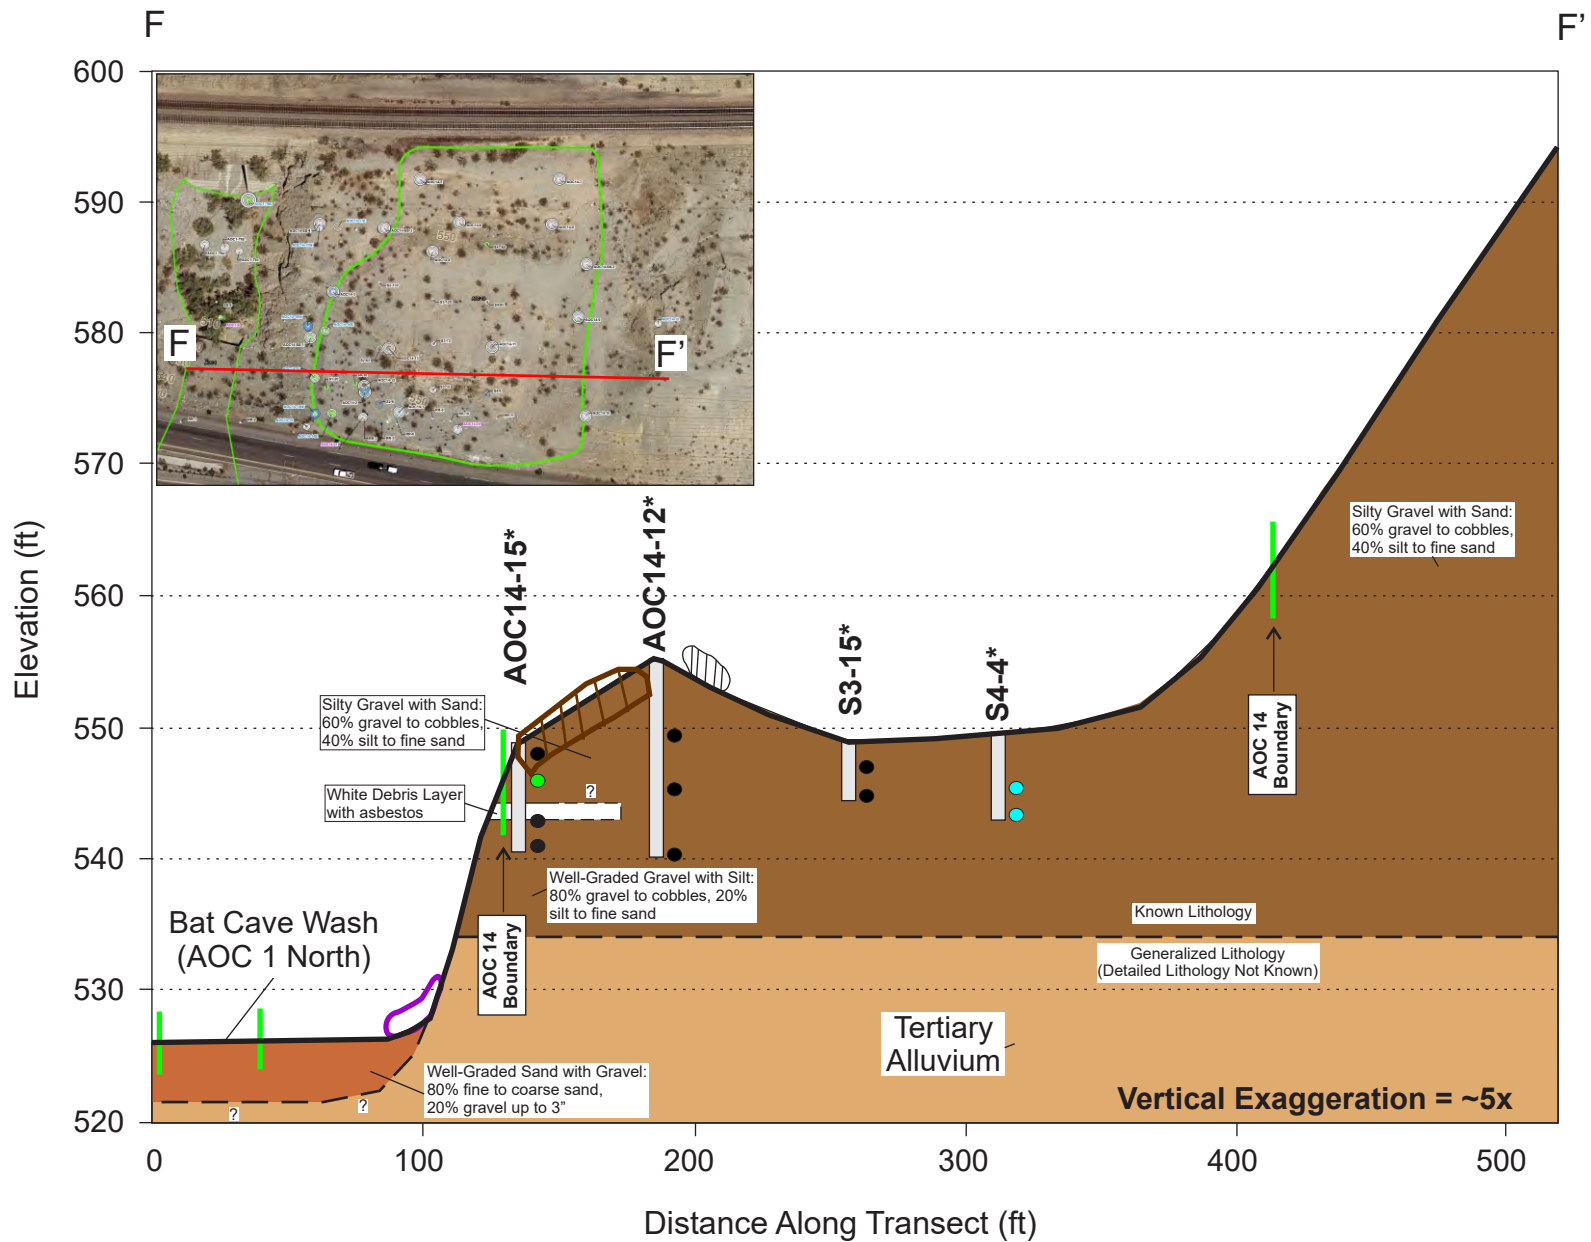 F
F’
600
590
580
570
560
550
540
530
520
Elevation (ft)
F
F’
550
510
AOC14-15*
AOC14-12*
S3-15*
S4-4*
Silty Gravel with Sand:
60% gravel to cobbles,
40% silt to fine sand
Silty Gravel with Sand:
60% gravel to cobbles,
40% silt to fine sand
White Debris Layer
with asbestos
?
AOC 14
Boundary
AOC 14
Boundary
Well-Graded Gravel with Silt:
80% gravel to cobbles, 20%
silt to fine sand
Known Lithology
Generalized Lithology
(Detailed Lithology Not Known)
Bat Cave Wash
(AOC 1 North)
Tertiary
Alluvium
Well-Graded Sand with Gravel:
80% fine to coarse sand,
20% gravel up to 3”
?
?
Vertical Exaggeration = ~5x
0
100
200
300
400
500
Distance Along Transect (ft)